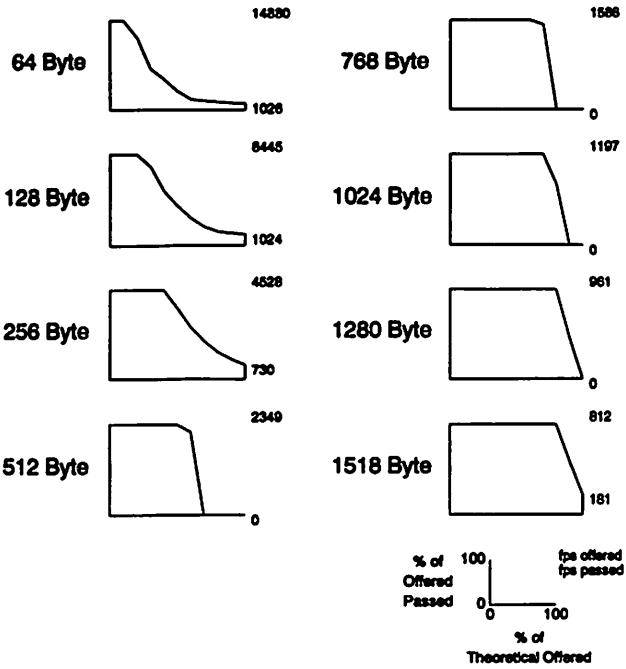 14880
64 Byte
1026
8445
128 Byte
1024
4528
256 Byte
730
2349
512 Byte
0
1586
768 Byte
0
1197
1024 Byte
0
961
1280 Byte
0
812
1518 Byte
181
% of
Offered
Passed
100
0
0
100
fps offered
fps passed
% of
Theoretical Offered